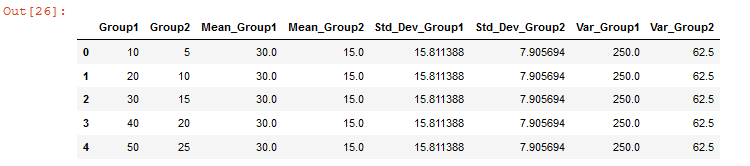 Out[26]:
Group1 Group2 Mean_Group1 Mean_Group2 Std_Dev_Group1 Std_Dev_Group2 Var_Group1 Var_Group2
0 10 5 30.0 15.0 15.811388 7.905694 250.0 62.5
1 20 10 30.0 15.0 15.811388 7.905694 250.0 62.5
2 30 15 30.0 15.0 15.811388 7.905694 250.0 62.5
3 40 20 30.0 15.0 15.811388 7.905694 250.0 62.5
4 50 25 30.0 15.0 15.811388 7.905694 250.0 62.5